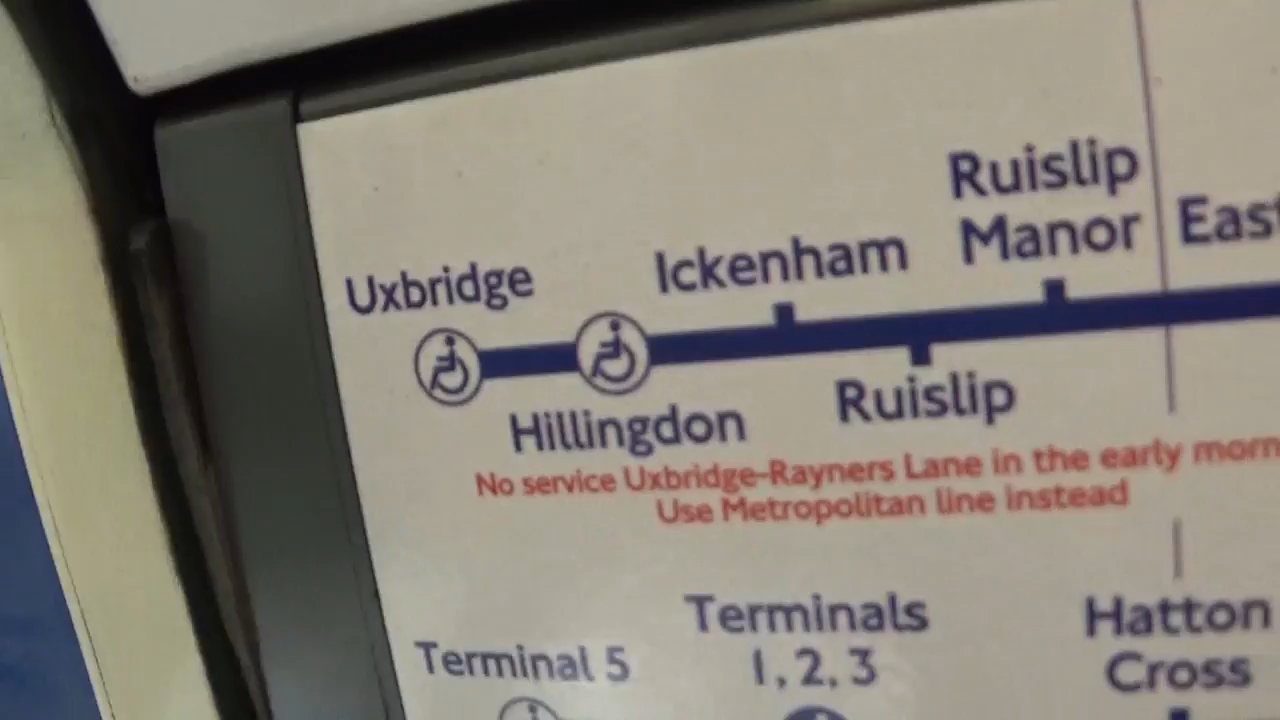 Ruislip
Manor
East
Ickenham
Uxbridge
Hillingdon
Ruislip
No service Uxbridge-Rayners Lane in the early morn
Use Metropolitan line instead
Terminals
1, 2, 3
Hatton
Cross
Terminal 5